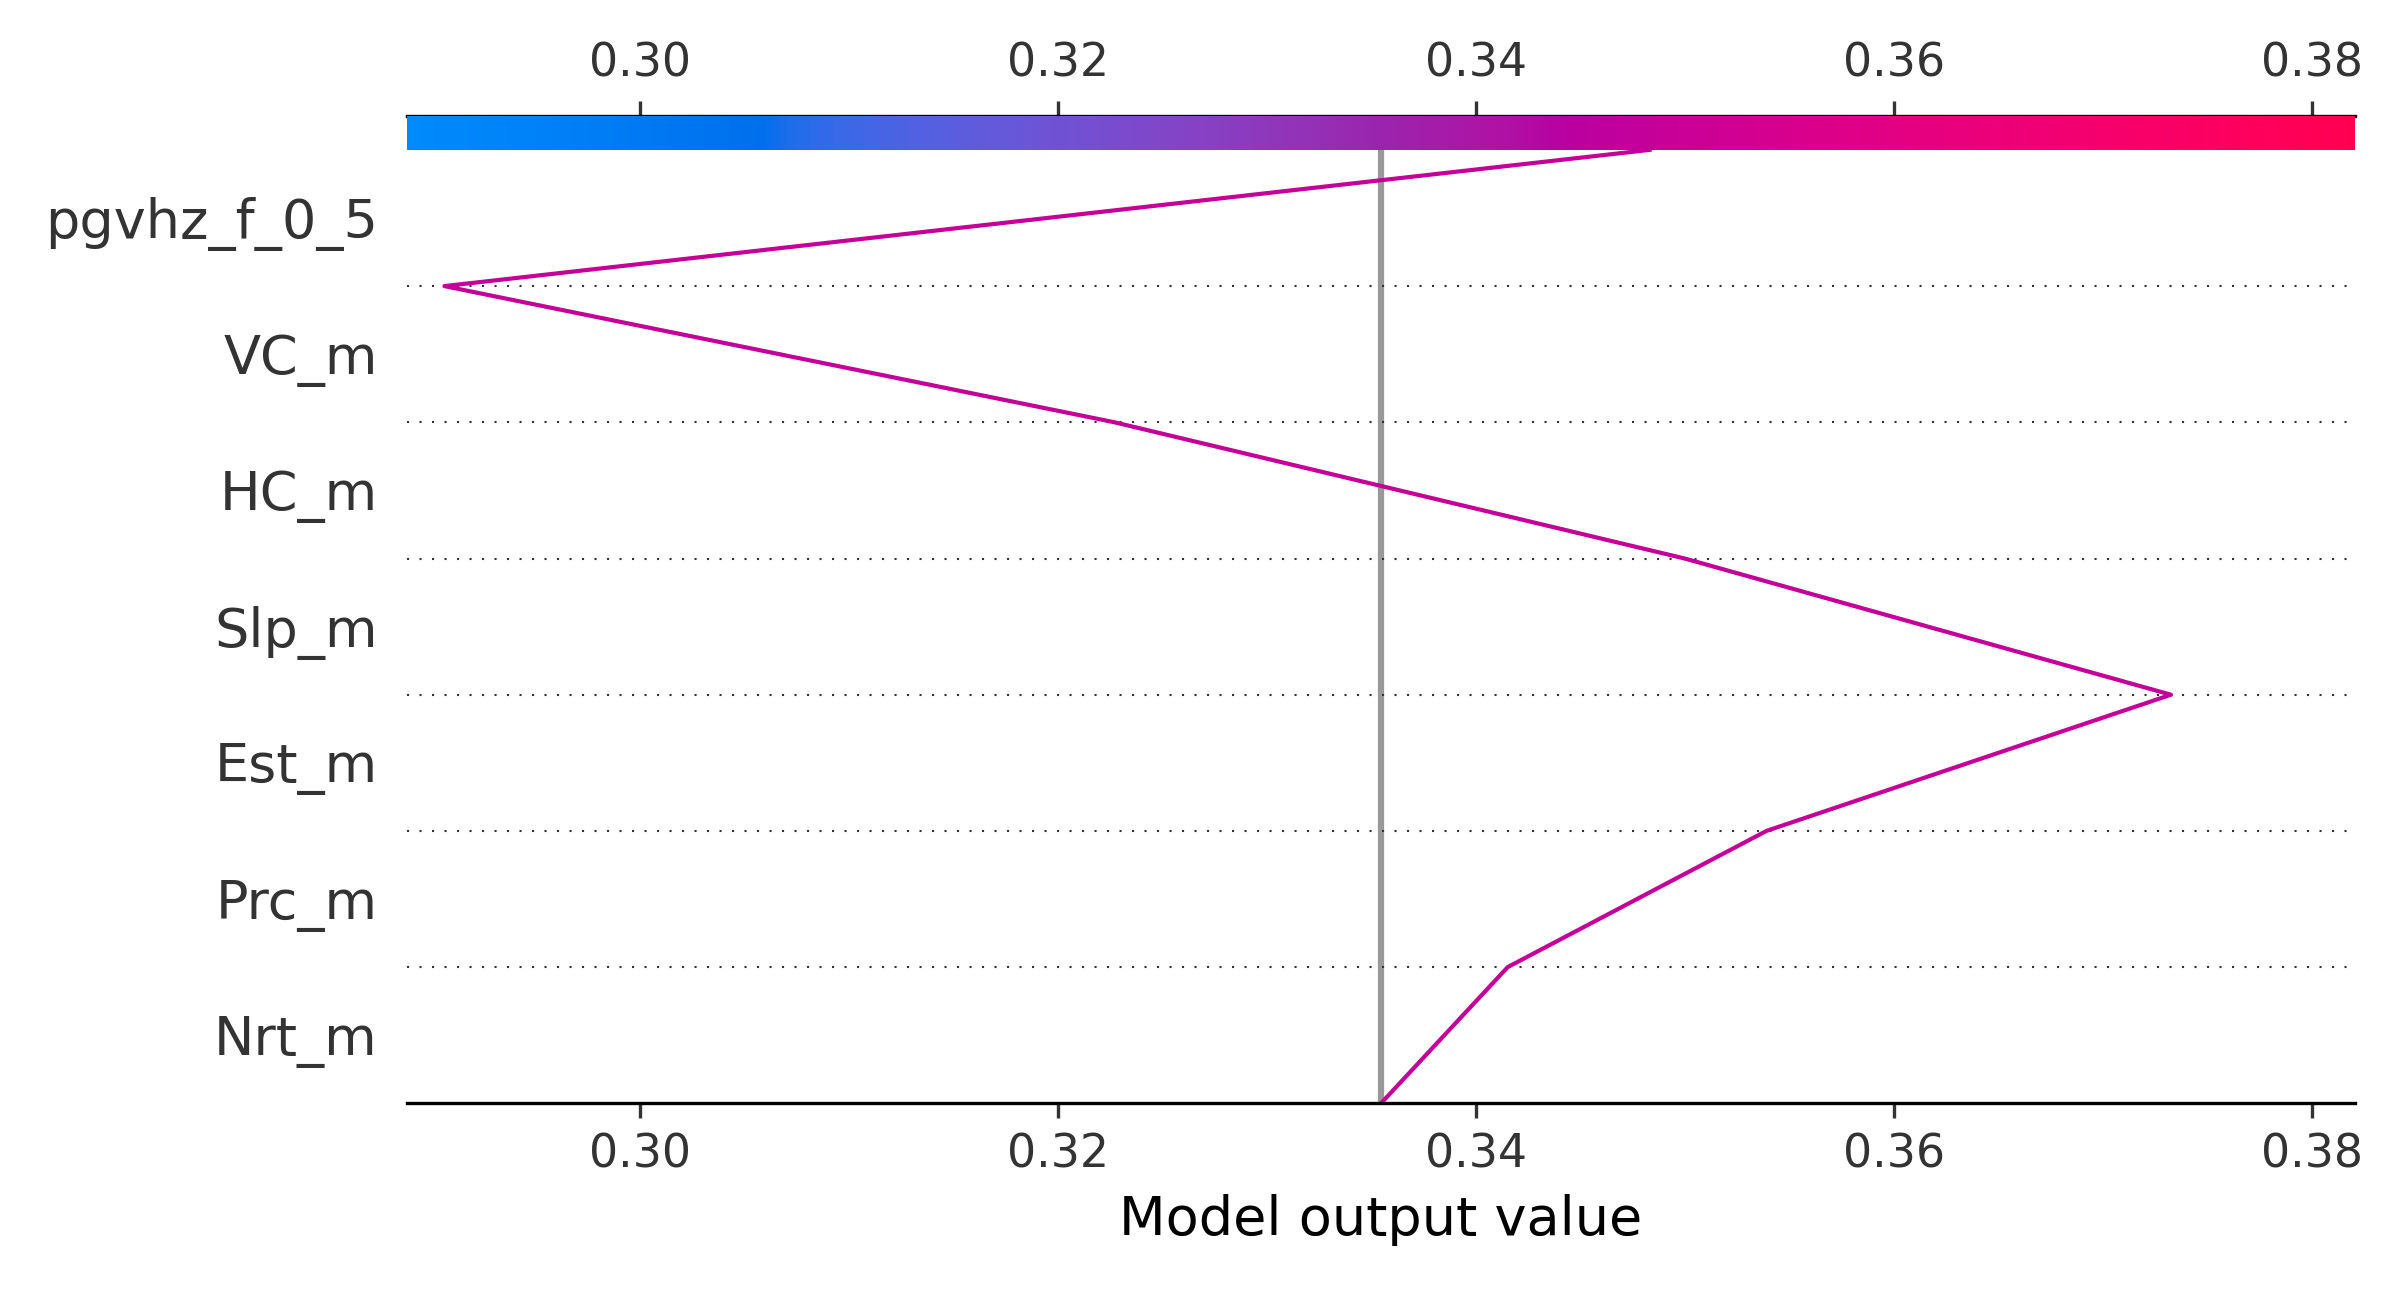 0.30 0.32 0.34 0.36 0.38
pgvhz_f_0_5
VC_m
HC_m
Slp_m
Est_m
Prc_m
Nrt_m
0.30 0.32 0.34 0.36 0.38
Model output value